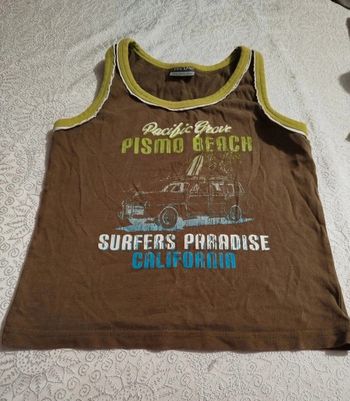 Pacific Grove
PISMO BEACH
SURFERS PARADISE
CALIFORNIA